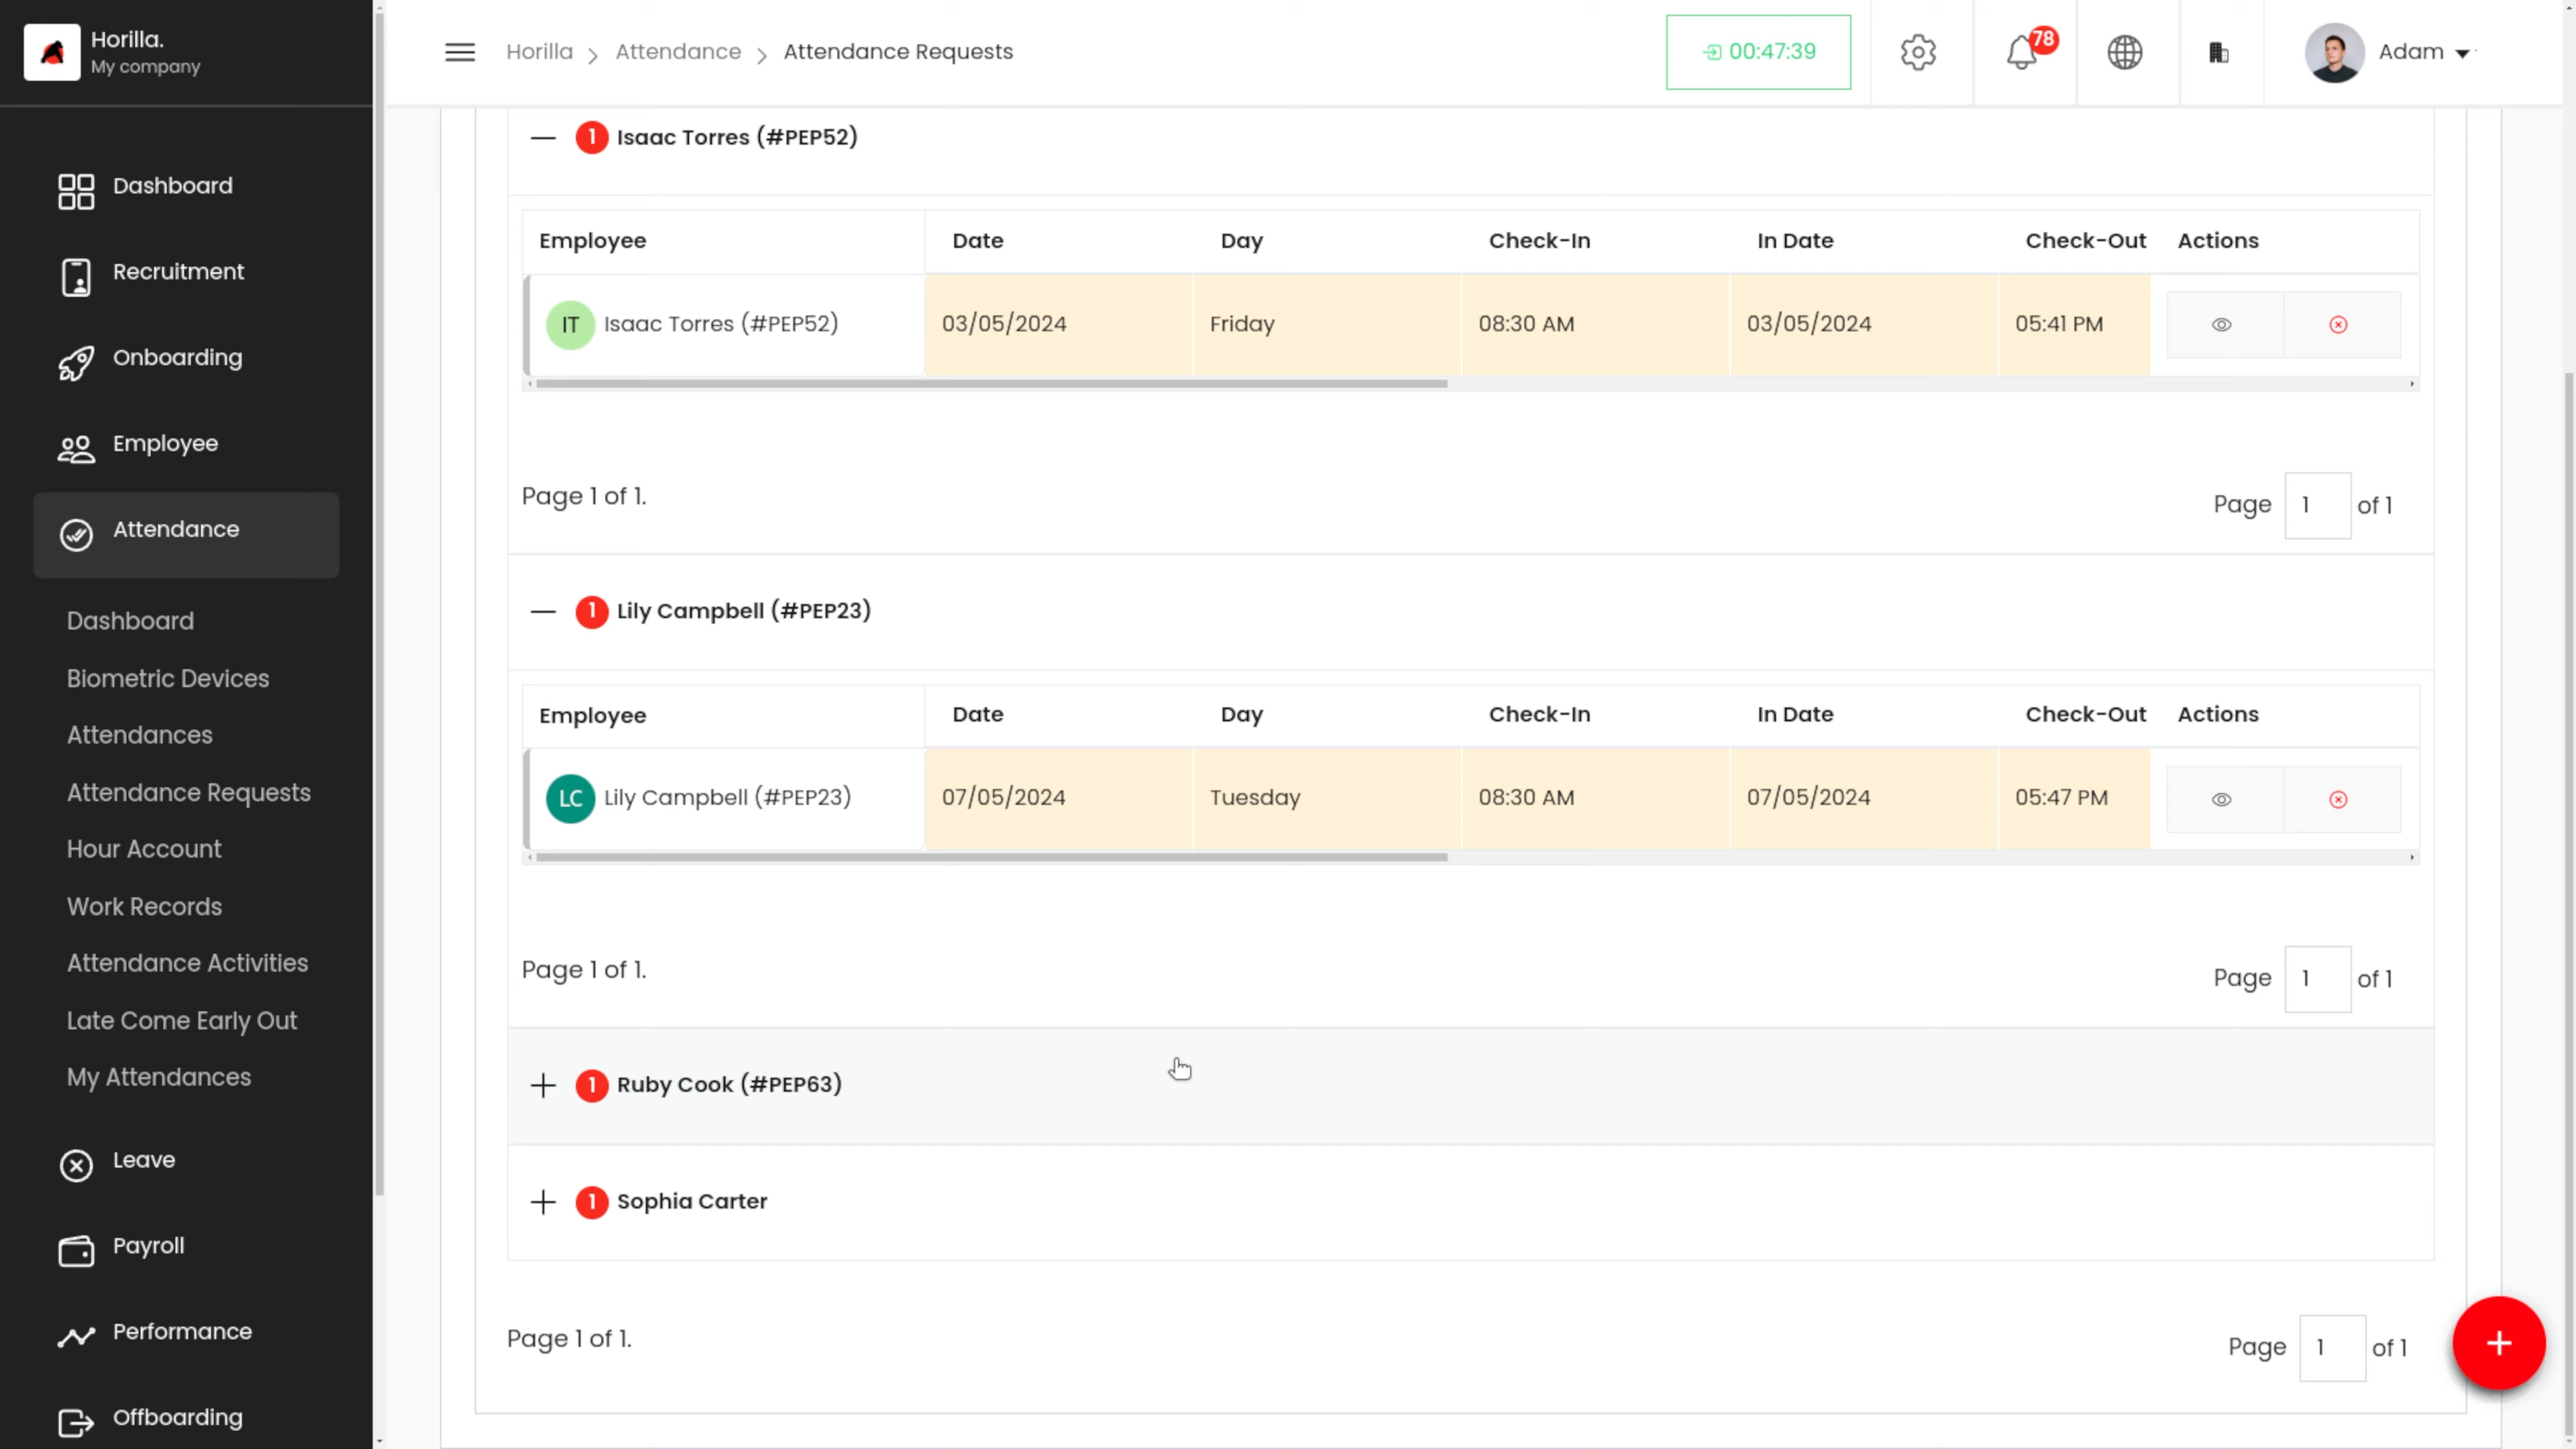 Horilla.
My company
Dashboard
Recruitment
Onboarding
Employee
Attendance
Dashboard
Biometric Devices
Attendances
Attendance Requests
Hour Account
Work Records
Attendance Activities
Late Come Early Out
My Attendances
Leave
Payroll
Performance
Offboarding
Horilla > Attendance > Attendance Requests
00:47:39
78
Adam
1 Isaac Torres (#PEP52)
Employee Date Day Check-In In Date Check-Out Actions
IT Isaac Torres (#PEP52) 03/05/2024 Friday 08:30 AM 03/05/2024 05:41 PM
Page 1 of 1.
Page 1 of 1
1 Lily Campbell (#PEP23)
Employee Date Day Check-In In Date Check-Out Actions
LC Lily Campbell (#PEP23) 07/05/2024 Tuesday 08:30 AM 07/05/2024 05:47 PM
Page 1 of 1.
Page 1 of 1
1 Ruby Cook (#PEP63)
1 Sophia Carter
Page 1 of 1.
Page 1 of 1